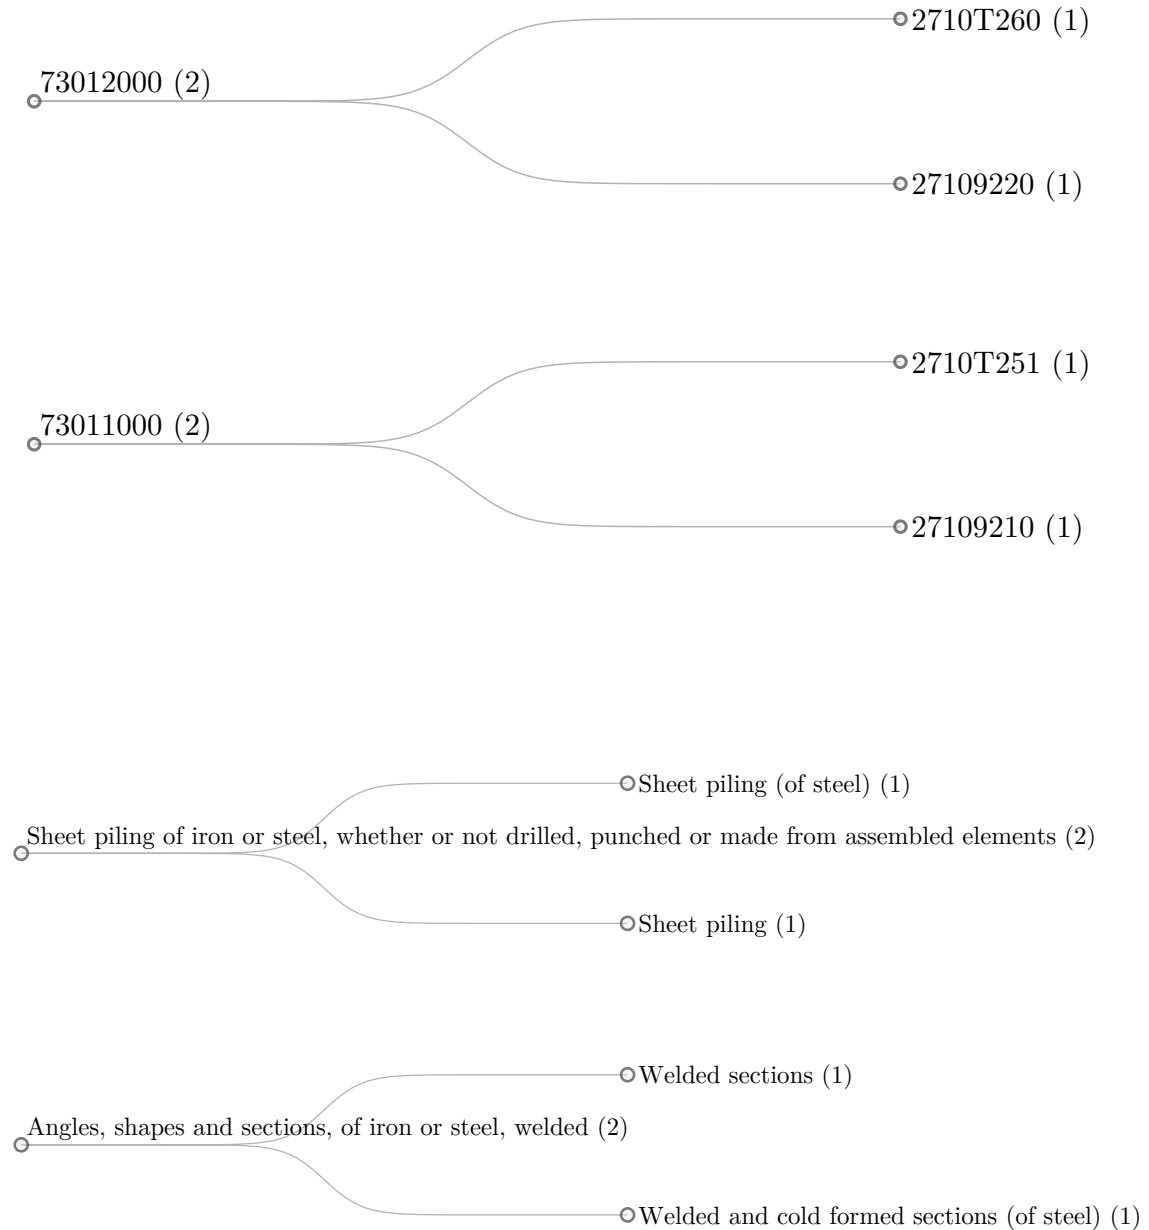 2710T260 (1)
73012000 (2)
27109220 (1)
2710T251 (1)
73011000 (2)
27109210 (1)
Sheet piling (of steel) (1)
Sheet piling of iron or steel, whether or not drilled, punched or made from assembled elements (2)
Sheet piling (1)
Welded sections (1)
Angles, shapes and sections, of iron or steel, welded (2)
Welded and cold formed sections (of steel) (1)